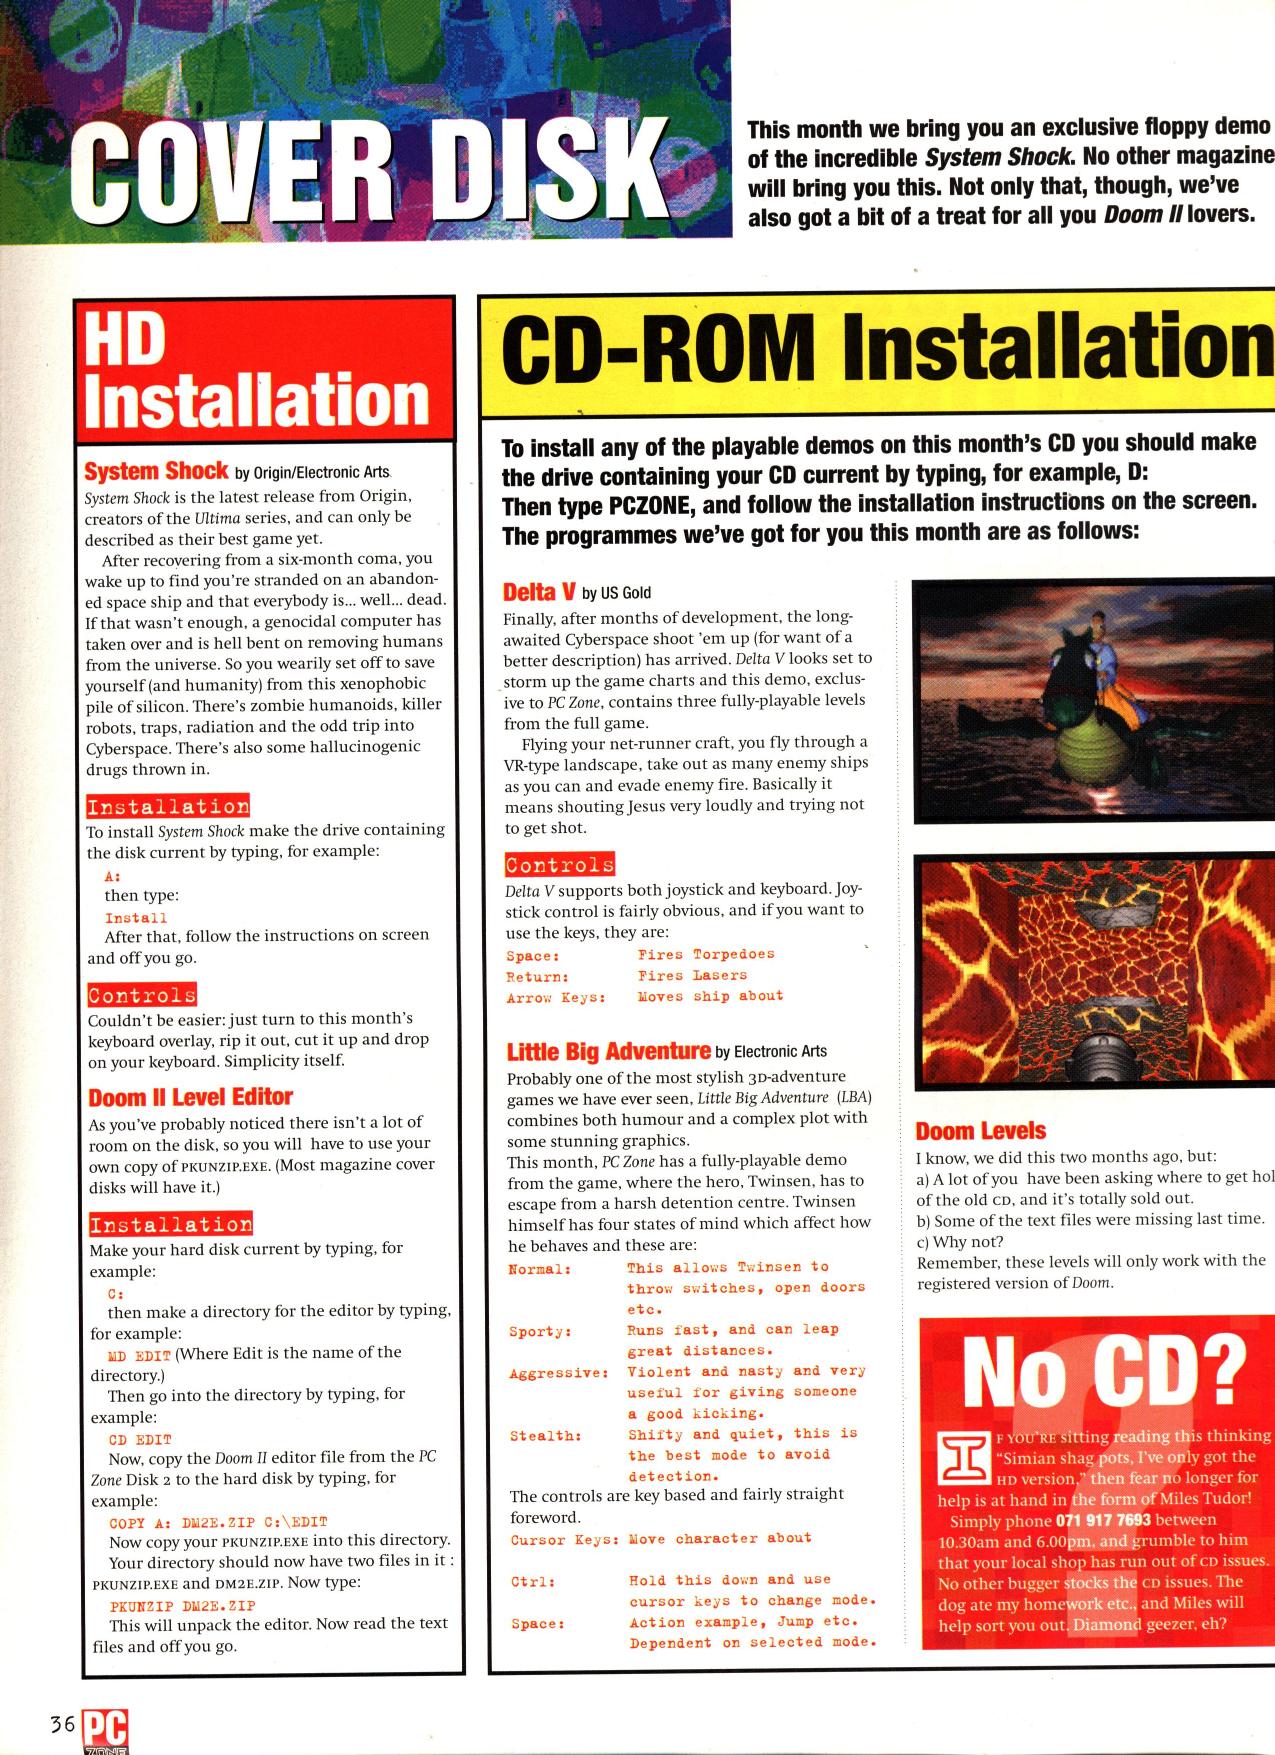 COVER DISK
This month we bring you an exclusive floppy demo
of the incredible System Shock. No other magazine
will bring you this. Not only that, though, we've
also got a bit of a treat for all you Doom II lovers.
HD
Installation
System Shock by Origin/Electronic Arts
System Shock is the latest release from Origin,
creators of the Ultima series, and can only be
described as their best game yet.
After recovering from a six-month coma, you
wake up to find you're stranded on an abandon-
ed space ship and that everybody is... well... dead.
If that wasn't enough, a genocidal computer has
taken over and is hell bent on removing humans
from the universe. So you wearily set off to save
yourself (and humanity) from this xenophobic
pile of silicon. There's zombie humanoids, killer
robots, traps, radiation and the odd trip into
Cyberspace. There's also some hallucinogenic
drugs thrown in.
Installation
To install System Shock make the drive containing
the disk current by typing, for example:
A:
then type:
Install
After that, follow the instructions on screen
and off you go.
Controls
Couldn't be easier: just turn to this month's
keyboard overlay, rip it out, cut it up and drop
on your keyboard. Simplicity itself.
Doom II Level Editor
As you've probably noticed there isn't a lot of
room on the disk, so you will have to use your
own copy of PKUNZIP.EXE. (Most magazine cover
disks will have it.)
Installation
Make your hard disk current by typing, for
example:
C:
then make a directory for the editor by typing,
for example:
MD EDIT (Where Edit is the name of the
directory.)
Then go into the directory by typing, for
example:
CD EDIT
Now, copy the Doom II editor file from the PC
Zone Disk 2 to the hard disk by typing, for
example:
COPY A: DM2E.ZIP C:\EDIT
Now copy your PKUNZIP.EXE into this directory.
Your directory should now have two files in it :
PKUNZIP.EXE and DM2E.ZIP. Now type:
PKUNZIP DM2E.ZIP
This will unpack the editor. Now read the text
files and off you go.
CD-ROM Installation
To install any of the playable demos on this month's CD you should make
the drive containing your CD current by typing, for example, D:
Then type PCZONE, and follow the installation instructions on the screen.
The programmes we've got for you this month are as follows:
Delta V by US Gold
Finally, after months of development, the long-
awaited Cyberspace shoot 'em up (for want of a
better description) has arrived. Delta V looks set to
storm up the game charts and this demo, exclus-
ive to PC Zone, contains three fully-playable levels
from the full game.
Flying your net-runner craft, you fly through a
VR-type landscape, take out as many enemy ships
as you can and evade enemy fire. Basically it
means shouting Jesus very loudly and trying not
to get shot.
Controls
Delta V supports both joystick and keyboard. Joy-
stick control is fairly obvious, and if you want to
use the keys, they are:
Space: Fires Torpedoes
Return: Fires Lasers
Arrow Keys: Moves ship about
Little Big Adventure by Electronic Arts
Probably one of the most stylish 3D-adventure
games we have ever seen, Little Big Adventure (LBA)
combines both humour and a complex plot with
some stunning graphics.
This month, PC Zone has a fully-playable demo
from the game, where the hero, Twinsen, has to
escape from a harsh detention centre. Twinsen
himself has four states of mind which affect how
he behaves and these are:
Normal: This allows Twinsen to
throw switches, open doors
etc.
Sporty: Runs fast, and can leap
great distances.
Aggressive: Violent and nasty and very
useful for giving someone
a good kicking.
Stealth: Shifty and quiet, this is
the best mode to avoid
detection.
The controls are key based and fairly straight
foreword.
Cursor Keys: Move character about
Ctrl: Hold this down and use
cursor keys to change mode.
Space: Action example, Jump etc.
Dependent on selected mode.
Doom Levels
I know, we did this two months ago, but:
a) A lot of you have been asking where to get hol
of the old CD, and it's totally sold out.
b) Some of the text files were missing last time.
c) Why not?
Remember, these levels will only work with the
registered version of Doom.
No CD?
IF YOU'RE sitting reading this thinking
"Simian shag pots, I've only got the
HD version," then fear no longer for
help is at hand in the form of Miles Tudor!
Simply phone 071 917 7693 between
10.30am and 6.00pm, and grumble to him
that your local shop has run out of CD issues.
No other bugger stocks the CD issues. The
dog ate my homework etc., and Miles will
help sort you out. Diamond geezer, eh?
36 PC
ZONE